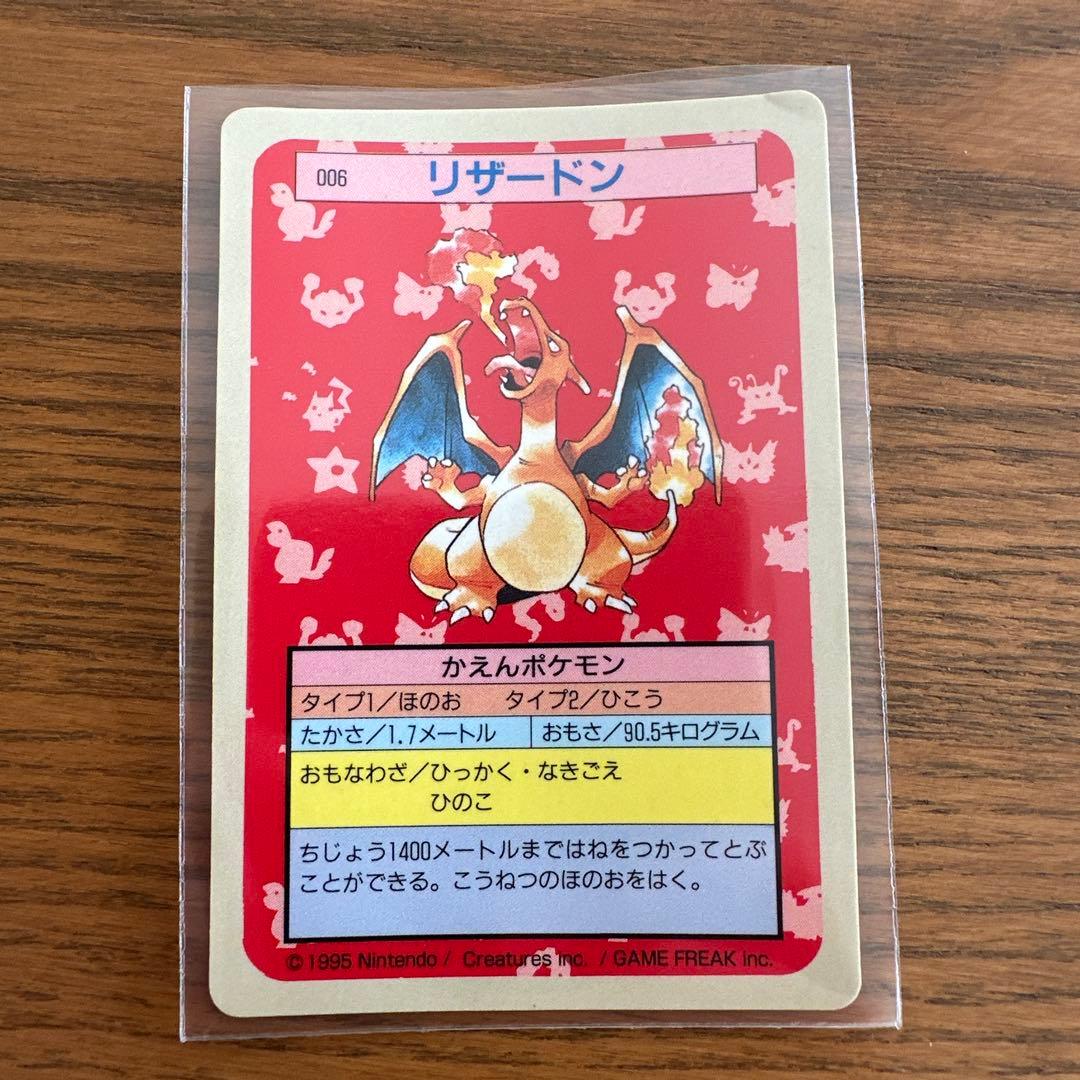 006 リザードン
かえんポケモン
タイプ1／ほのお タイプ2／ひこう
たかさ／1.7メートル おもさ／90.5キログラム
おもなわざ／ひっかく・なきごえ
ひのこ
ちじょう1400メートルまではねをつかってとぶ
ことができる。こうねつのほのおをはく。
© 1995 Nintendo / Creatures inc. / GAME FREAK inc.